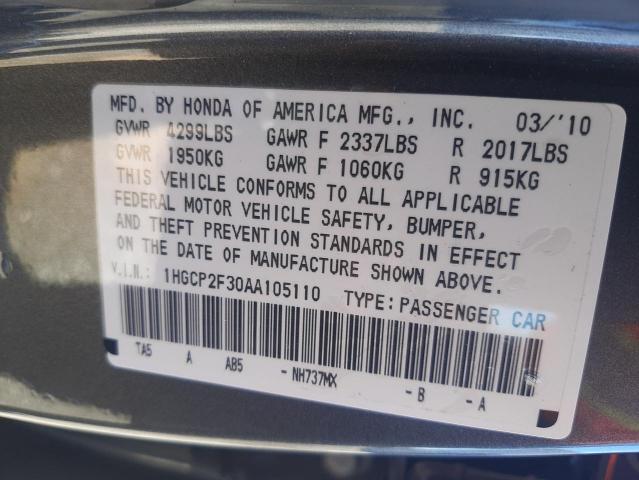 MFD. BY HONDA OF AMERICA MFG., INC. 03/'10
GVWR 4299LBS GAWR F 2337LBS R 2017LBS
GVWR 1950KG GAWR F 1060KG R 915KG
THIS VEHICLE CONFORMS TO ALL APPLICABLE
FEDERAL MOTOR VEHICLE SAFETY, BUMPER,
AND THEFT PREVENTION STANDARDS IN EFFECT
ON THE DATE OF MANUFACTURE SHOWN ABOVE.
V.I.N.: 1HGCP2F30AA105110 TYPE:PASSENGER CAR
TA5 A AB5 - NH737MX - B - A